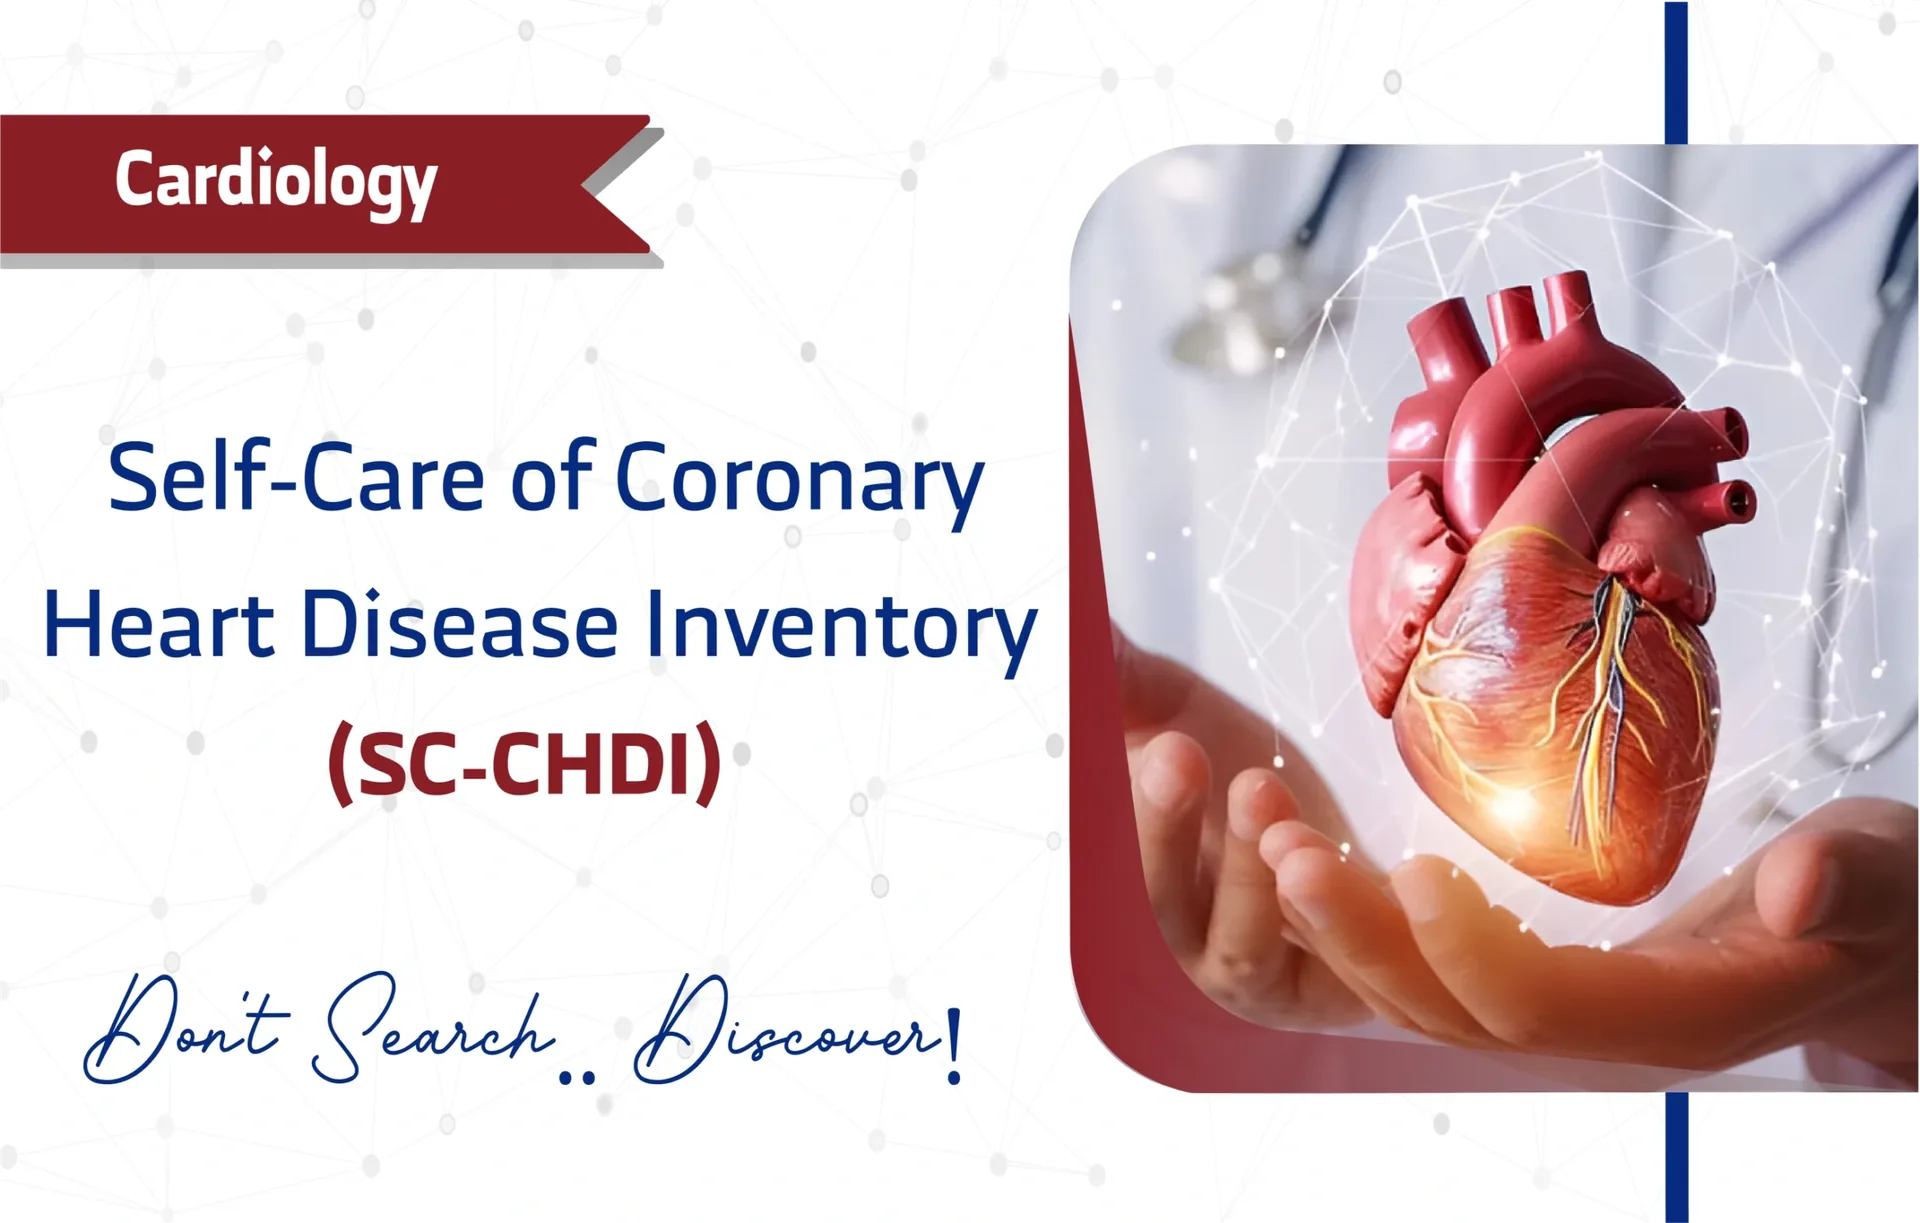 Cardiology
Self-Care of Coronary
Heart Disease Inventory
(SC-CHDI)
Don't Search.. Discover!